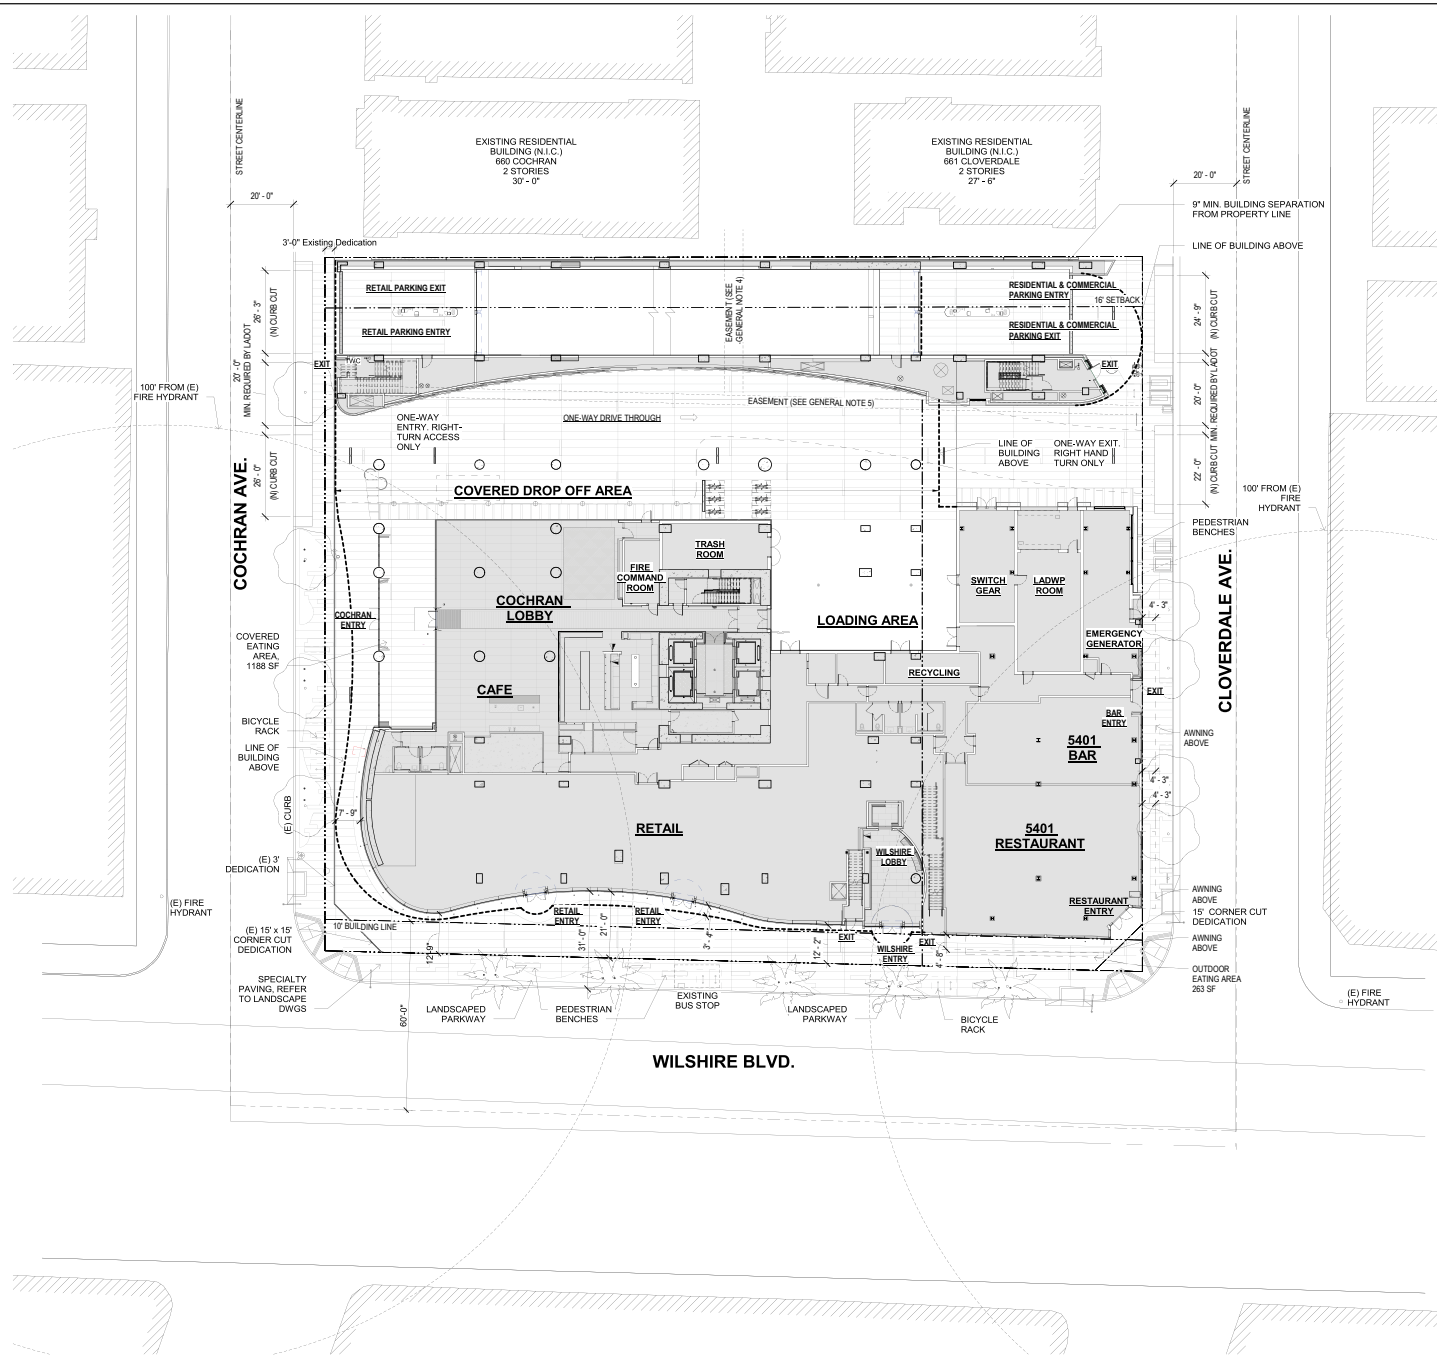 STREET CENTERLINE
STREET CENTERLINE
EXISTING RESIDENTIAL
BUILDING (N.I.C.)
660 COCHRAN
2 STORIES
30' - 0"
EXISTING RESIDENTIAL
BUILDING (N.I.C.)
661 CLOVERDALE
2 STORIES
27' - 6"
20' - 0"
20' - 0"
9" MIN. BUILDING SEPARATION
FROM PROPERTY LINE
3'-0" Existing Dedication
LINE OF BUILDING ABOVE
RETAIL PARKING EXIT
RETAIL PARKING ENTRY
EASEMENT (SEE
GENERAL NOTE 4)
RESIDENTIAL & COMMERCIAL
PARKING ENTRY
16' SETBACK
RESIDENTIAL & COMMERCIAL
PARKING EXIT
26' - 3"
(N) CURB CUT
24' - 9"
(N) CURB CUT
20' - 0"
MIN. REQUIRED BY LADOT
20' - 0"
MIN. REQUIRED BY LADOT
26' - 0"
(N) CURB CUT
22' - 0"
(N) CURB CUT
EXIT
W/C
EXIT
100' FROM (E)
FIRE HYDRANT
ONE-WAY
ENTRY. RIGHT-
TURN ACCESS
ONLY
ONE-WAY DRIVE THROUGH
EASEMENT (SEE GENERAL NOTE 5)
LINE OF
BUILDING
ABOVE
ONE-WAY EXIT.
RIGHT HAND
TURN ONLY
COVERED DROP OFF AREA
100' FROM (E)
FIRE
HYDRANT
PEDESTRIAN
BENCHES
COCHRAN AVE.
CLOVERDALE AVE.
TRASH
ROOM
FIRE
COMMAND
ROOM
SWITCH
GEAR
LADWP
ROOM
COCHRAN
LOBBY
COCHRAN
ENTRY
LOADING AREA
4' - 3"
EMERGENCY
GENERATOR
COVERED
EATING
AREA,
1188 SF
CAFE
RECYCLING
EXIT
BAR
ENTRY
BICYCLE
RACK
LINE OF
BUILDING
ABOVE
5401
BAR
AWNING
ABOVE
4' - 3"
4' - 3"
(E) CURB
7' - 9"
RETAIL
5401
RESTAURANT
WILSHIRE
LOBBY
(E) 3'
DEDICATION
(E) FIRE
HYDRANT
AWNING
ABOVE
RESTAURANT
ENTRY
15' CORNER CUT
DEDICATION
RETAIL
ENTRY
RETAIL
ENTRY
10' BUILDING LINE
(E) 15' x 15'
CORNER CUT
DEDICATION
12'- 9"
31' - 0"
21' - 0"
3' - 4"
12' - 2"
EXIT
WILSHIRE
ENTRY
EXIT
4' - 8"
AWNING
ABOVE
OUTDOOR
EATING AREA
263 SF
SPECIALTY
PAVING, REFER
TO LANDSCAPE
DWGS
LANDSCAPED
PARKWAY
PEDESTRIAN
BENCHES
EXISTING
BUS STOP
LANDSCAPED
PARKWAY
BICYCLE
RACK
(E) FIRE
HYDRANT
60'-0"
WILSHIRE BLVD.